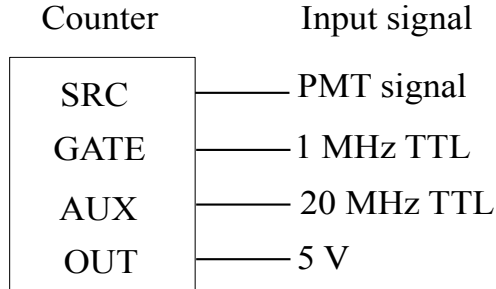 Counter Input signal
SRC PMT signal
GATE 1 MHz TTL
AUX 20 MHz TTL
OUT 5 V